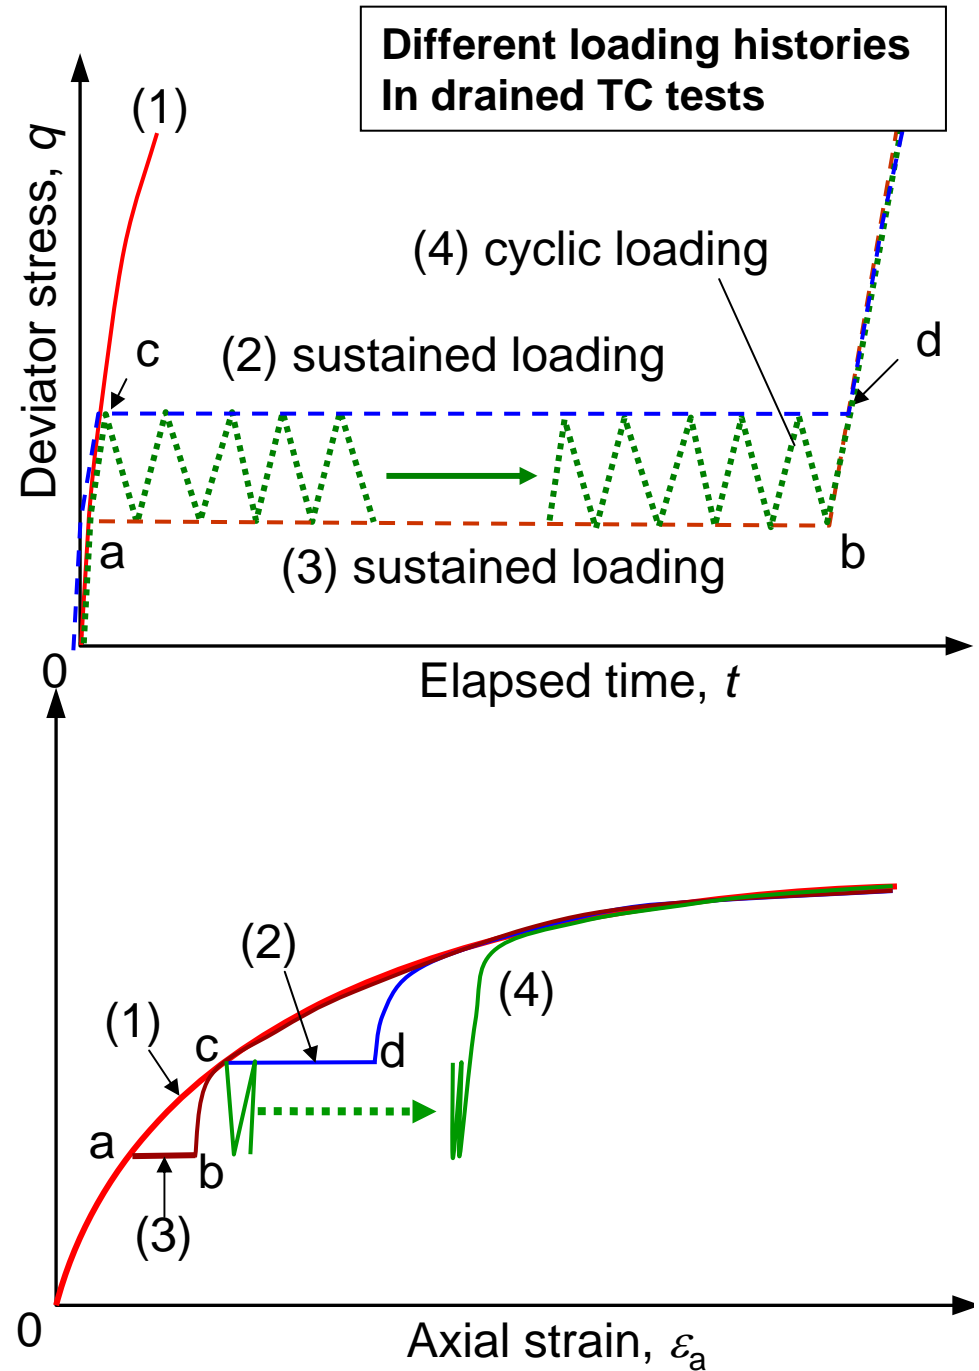 Different loading histories
In drained TC tests
(1)
Deviator stress, q
(4) cyclic loading
c
(2) sustained loading
d
a
(3) sustained loading
b
0
Elapsed time, t
(2)
(4)
(1)
c
d
a
b
(3)
0
Axial strain, εa